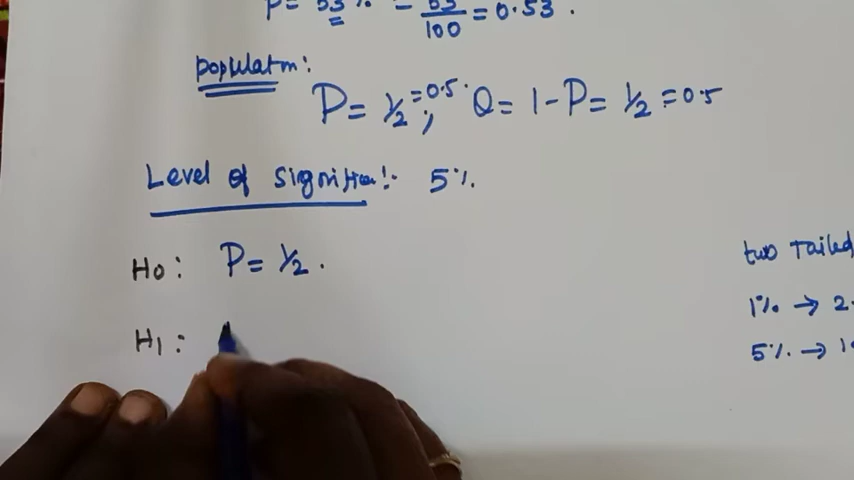 p = 53% = 53/100 = 0.53 .
populatn :
P = 1/2 = 0.5 . ; Q = 1 - P = 1/2 = 0.5
Level of :- 5%
H0 : P = 1/2 .
two Tailed
1% → 2.
H1 :
5% → 1